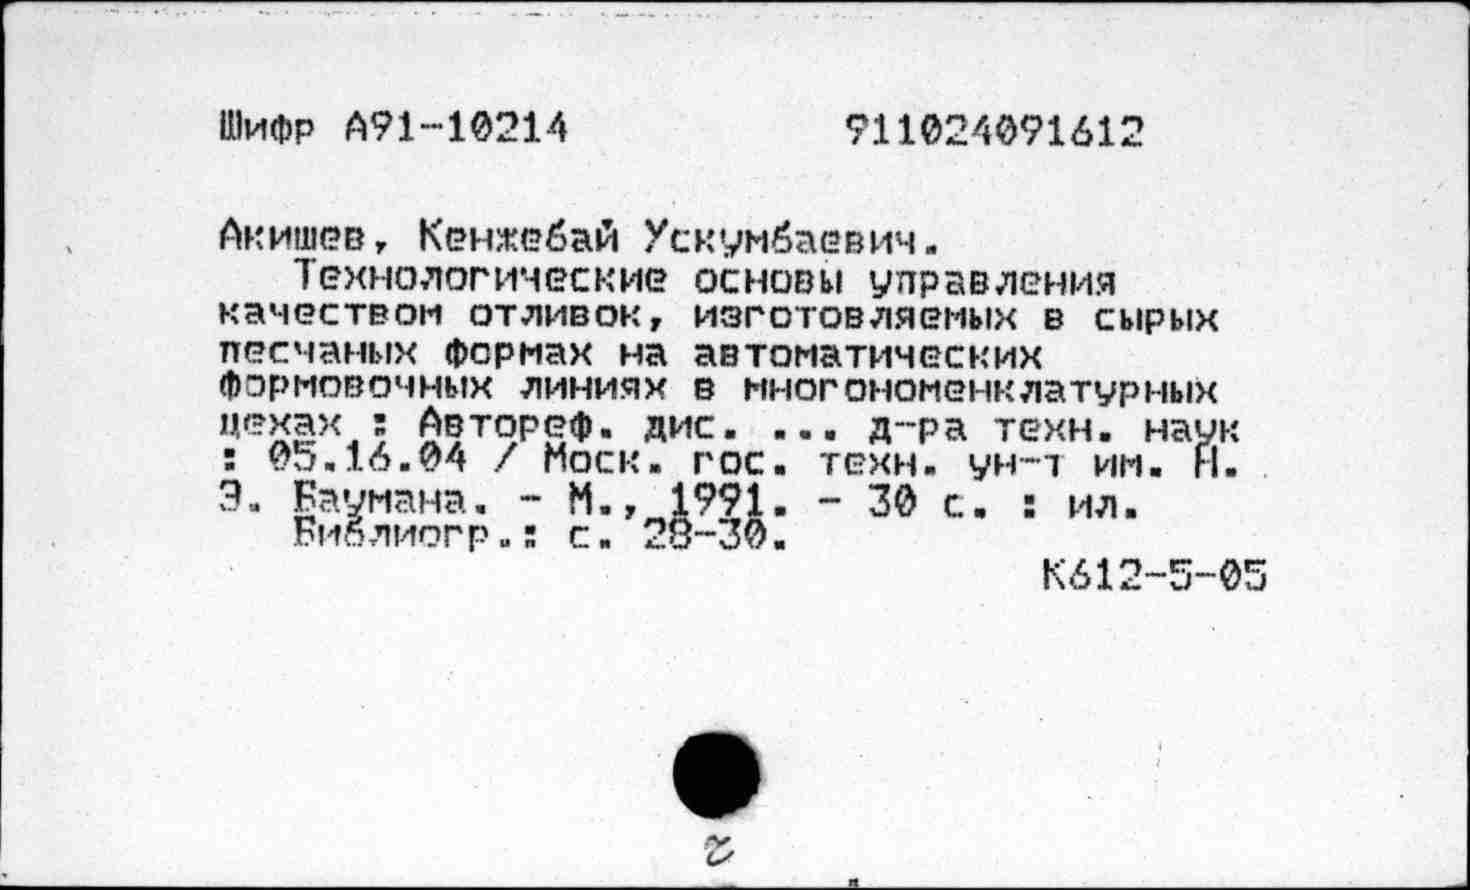 Шифр А91-10214 911024091612
Акишев, Кенжебай Ускумбаевич.
Технологические основы управления
качеством отливок, изготовляемых в сырых
песчаных формах на автоматических
формовочных линиях в многономенклатурных
цехах : Автореф. дис. ... д-ра техн. наук
: 05.16.04 / Моск. гос. техн. ун-т им. Н.
Э. Баумана. - М., 1991. - 30 с. : ил.
Библиогр.: с. 28-30.
К612-5-05